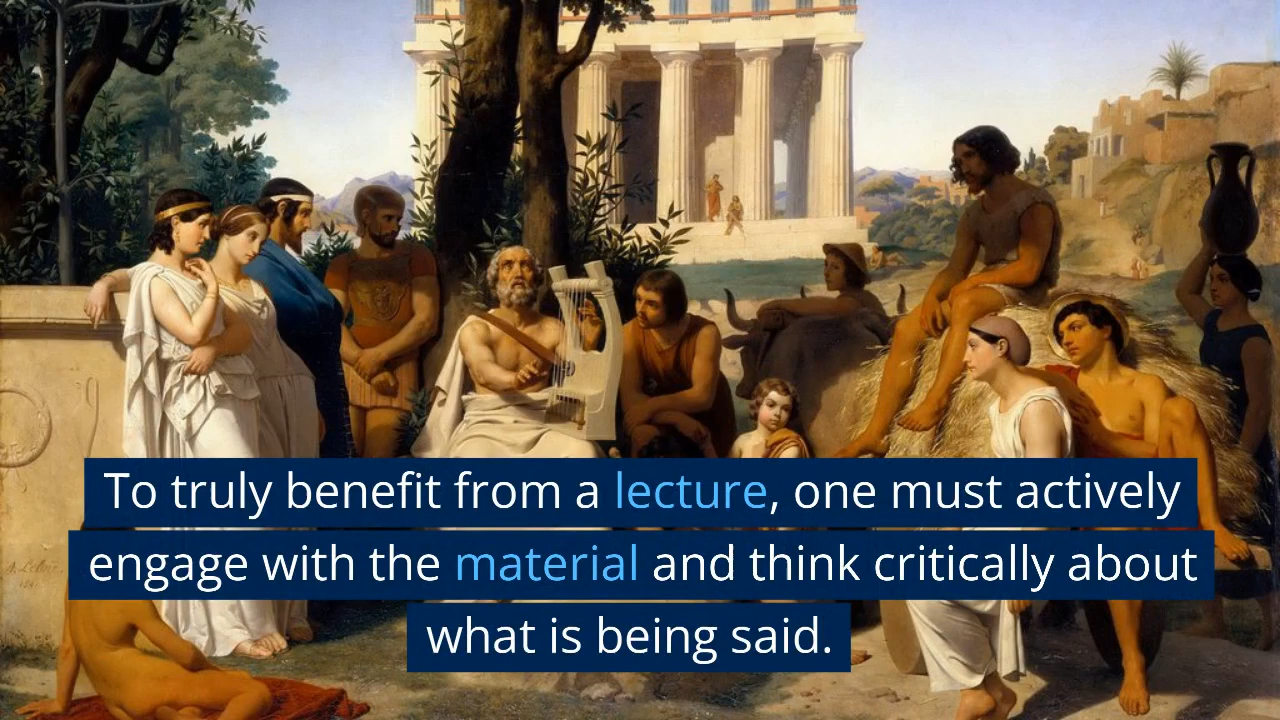 To truly benefit from a lecture, one must actively
engage with the material and think critically about
what is being said.